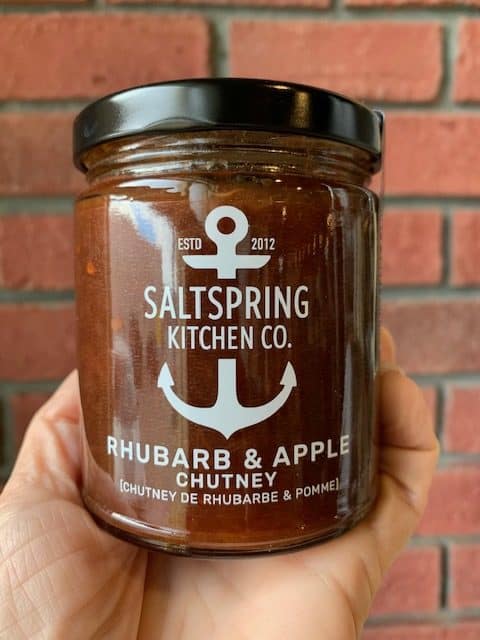 ESTD 2012
SALTSPRING
KITCHEN CO.
RHUBARB & APPLE
CHUTNEY
[CHUTNEY DE RHUBARBE & POMME]